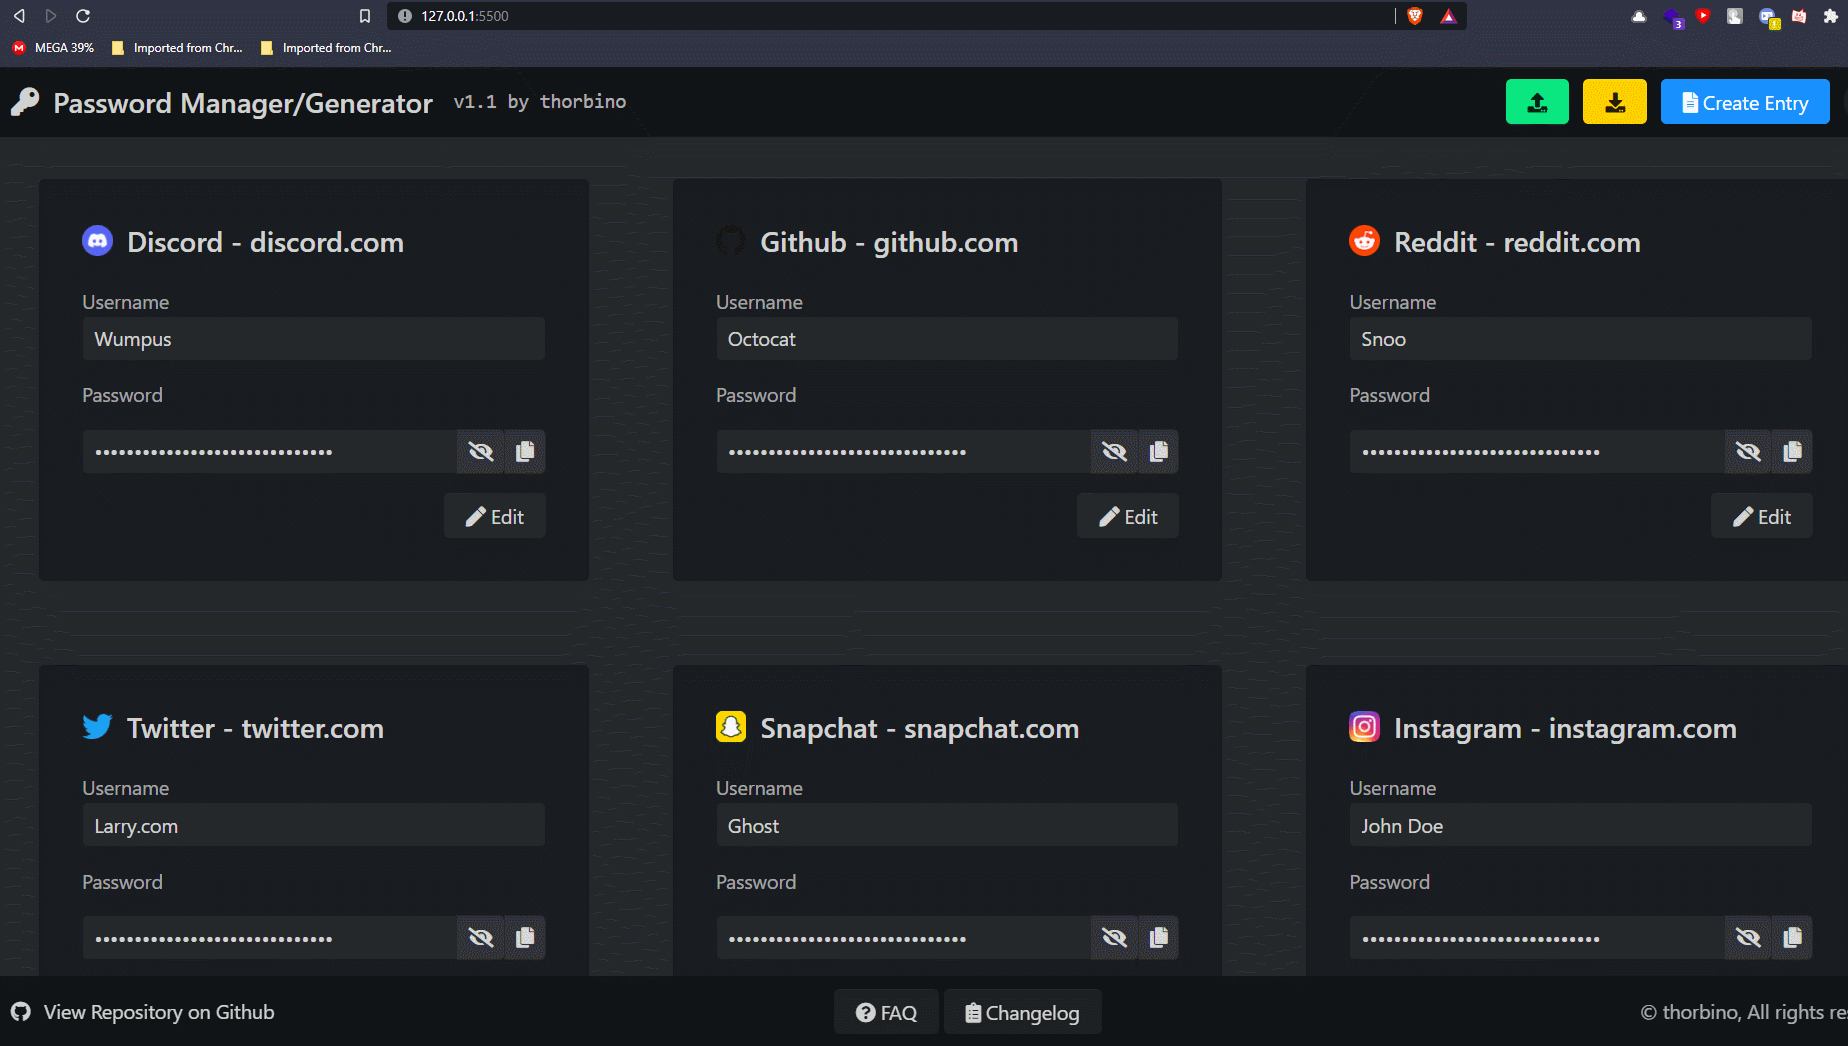 127.0.0.1:5500
3
MEGA 39%
Imported from Chr...
Imported from Chr...
Password Manager/Generator
v1.1 by thorbino
Create Entry
Discord - discord.com
Github - github.com
Reddit - reddit.com
Username
Username
Username
Wumpus
Octocat
Snoo
Password
Password
Password
Edit
Edit
Edit
Twitter - twitter.com
Snapchat - snapchat.com
Instagram - instagram.com
Username
Username
Username
Larry.com
Ghost
John Doe
Password
Password
Password
View Repository on Github
FAQ
Changelog
© thorbino, All rights re